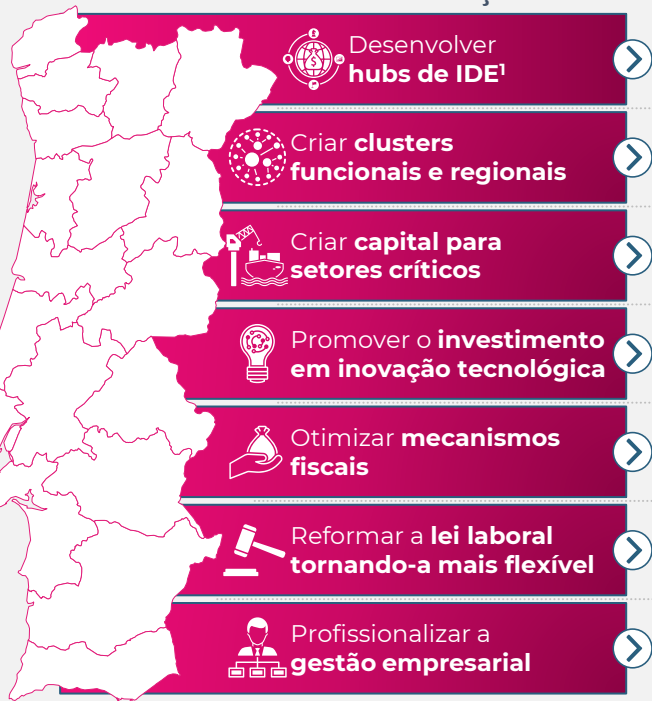 Desenvolver
hubs de IDE¹
Criar clusters
funcionais e regionais
Criar capital para
setores críticos
Promover o investimento
em inovação tecnológica
Otimizar mecanismos
fiscais
Reformar a lei laboral
tornando-a mais flexível
Profissionalizar a
gestão empresarial